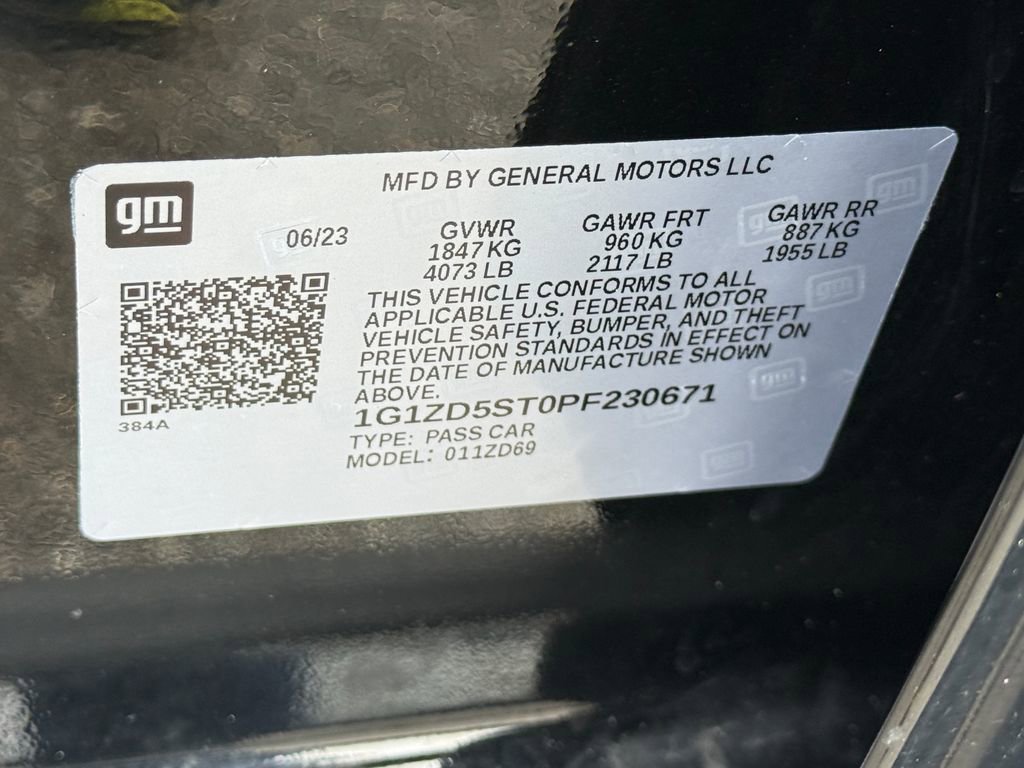 gm
MFD BY GENERAL MOTORS LLC
06/23
GVWR
1847 KG
4073 LB
GAWR FRT
960 KG
2117 LB
GAWR RR
887 KG
1955 LB
THIS VEHICLE CONFORMS TO ALL
APPLICABLE U.S. FEDERAL MOTOR
VEHICLE SAFETY, BUMPER, AND THEFT
PREVENTION STANDARDS IN EFFECT ON
THE DATE OF MANUFACTURE SHOWN
ABOVE.
1G1ZD5ST0PF230671
TYPE: PASS CAR
MODEL: 011ZD69
384A